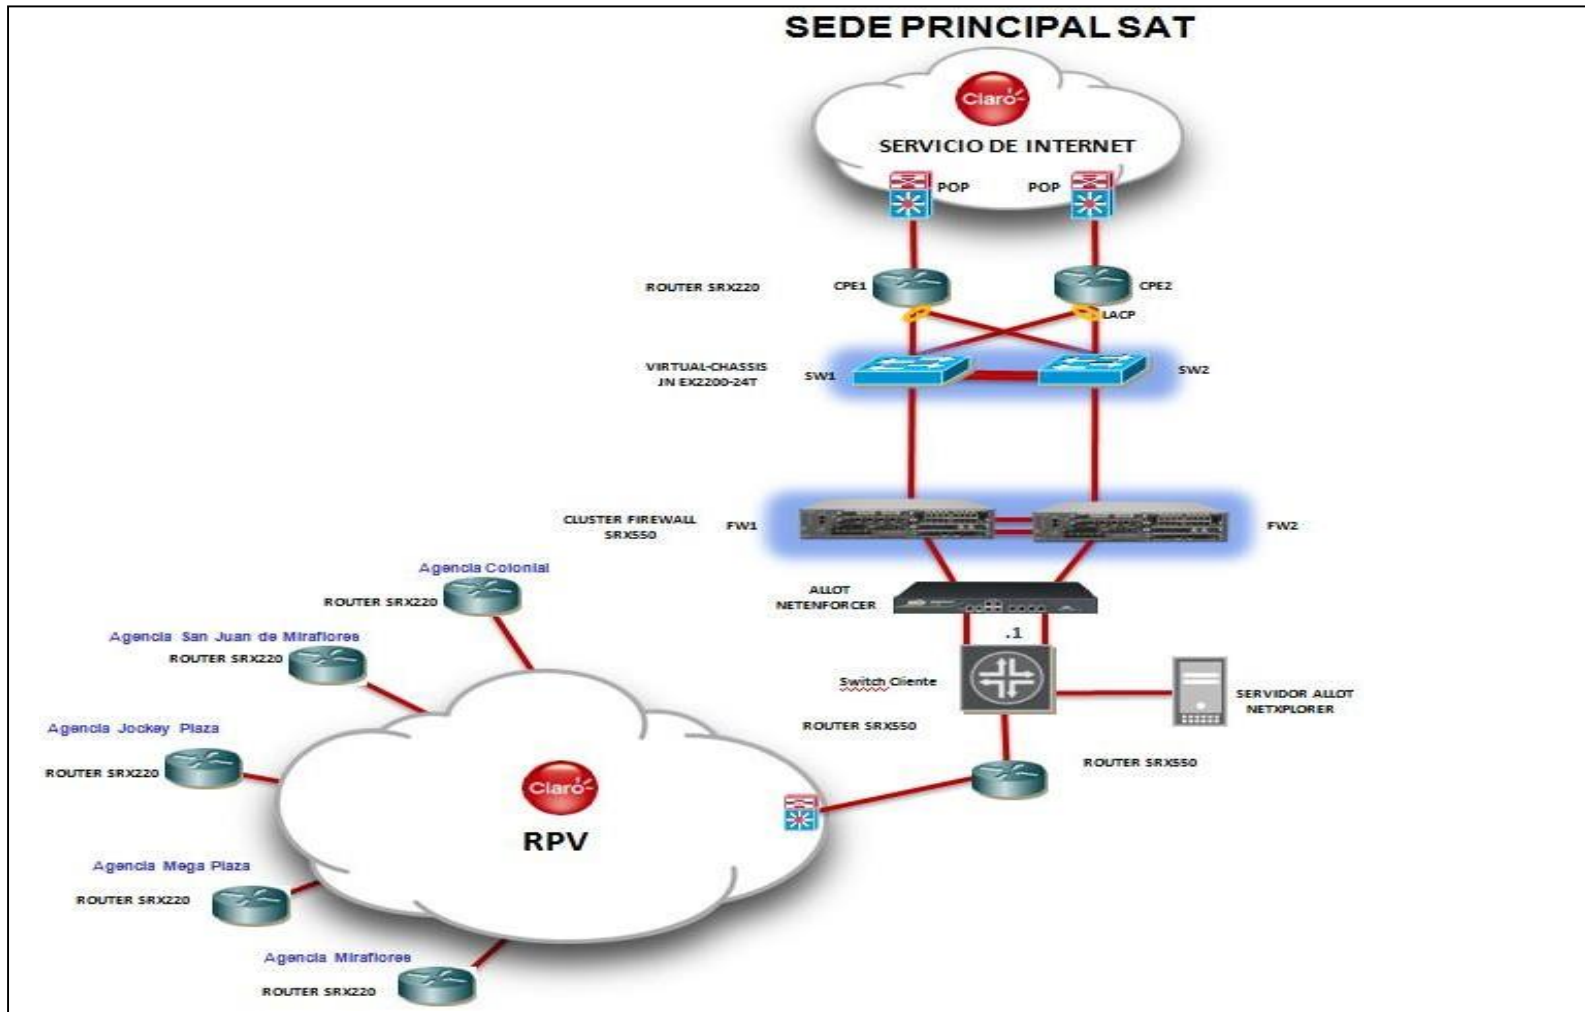 SEDE PRINCIPAL SAT
Claro
SERVICIO DE INTERNET
POP
POP
ROUTER SRX220
CPE1
CPE2
LACP
VIRTUAL-CHASSIS
JN EX2200-24T
SW1
SW2
CLUSTER FIREWALL
SRX550
FW1
FW2
ALLOT
NETENFORCER
.1
Switch Cliente
SERVIDOR ALLOT
NETXPLORER
ROUTER SRX550
ROUTER SRX550
Agencia Colonial
ROUTER SRX220
Agencia San Juan de Miraflores
ROUTER SRX220
Agencia Jockey Plaza
ROUTER SRX220
Claro
RPV
Agencia Mega Plaza
ROUTER SRX220
Agencia Miraflores
ROUTER SRX220